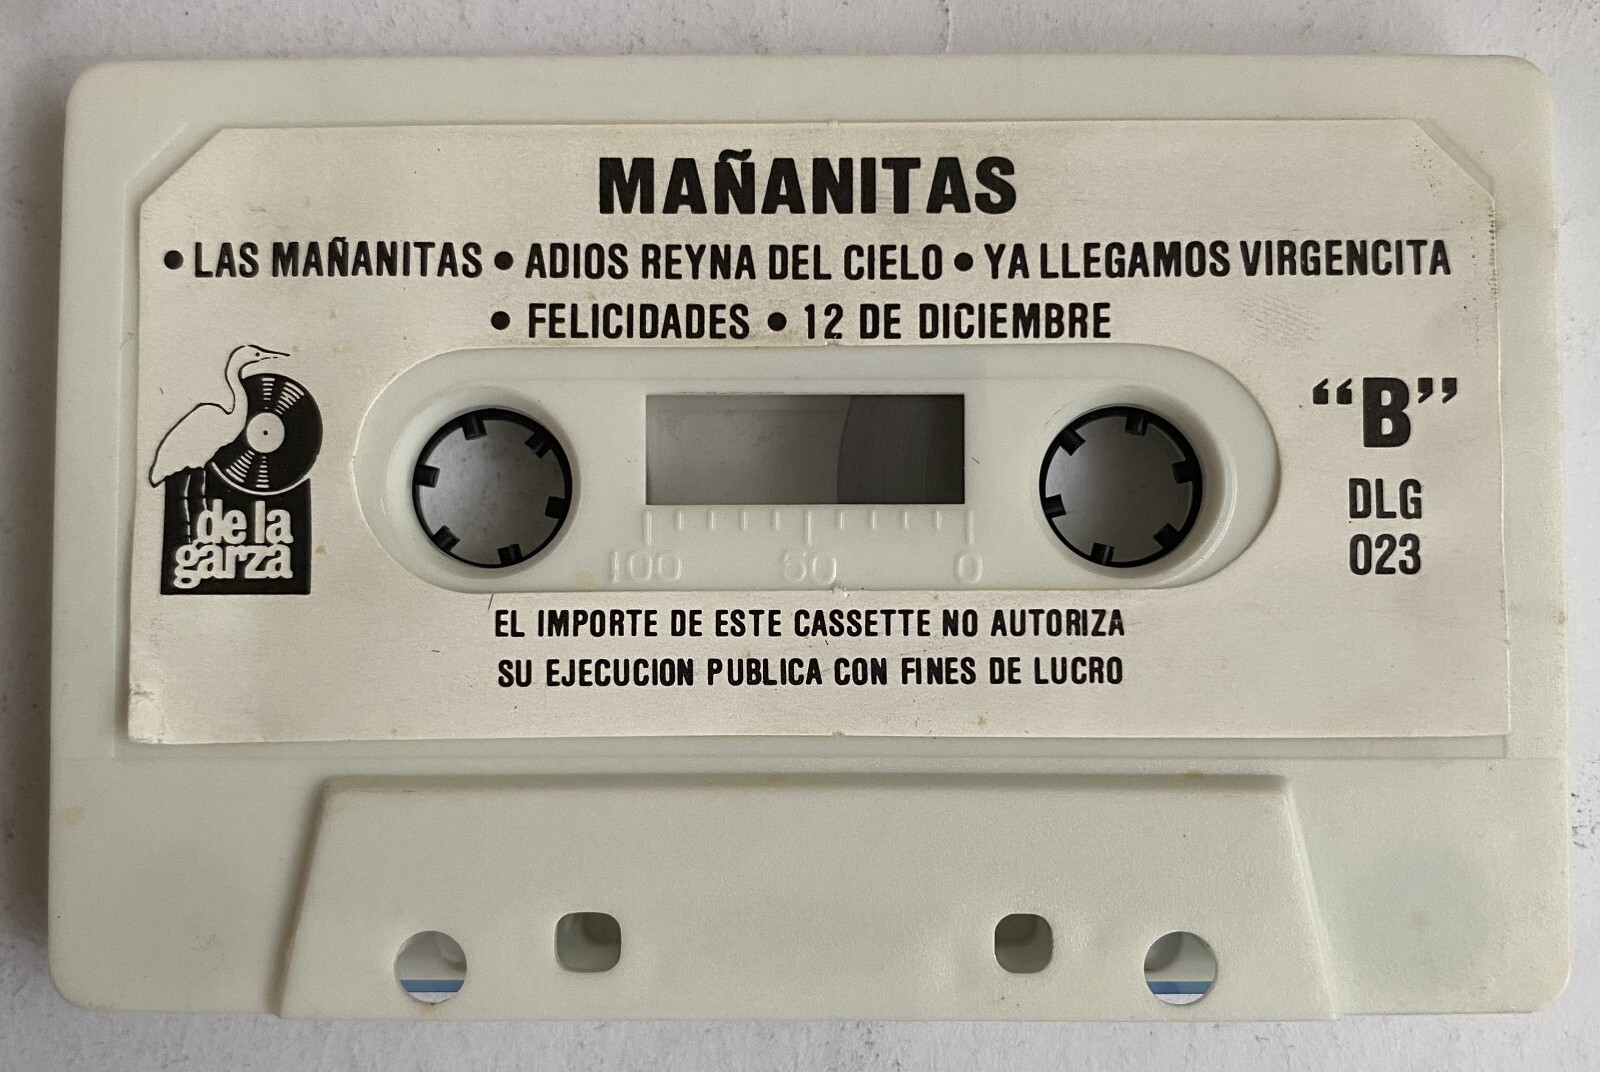 MAÑANITAS
• LAS MAÑANITAS • ADIOS REYNA DEL CIELO • YA LLEGAMOS VIRGENCITA
• FELICIDADES • 12 DE DICIEMBRE
de la
garza
“B”
DLG
023
100 50 0
EL IMPORTE DE ESTE CASSETTE NO AUTORIZA
SU EJECUCION PUBLICA CON FINES DE LUCRO